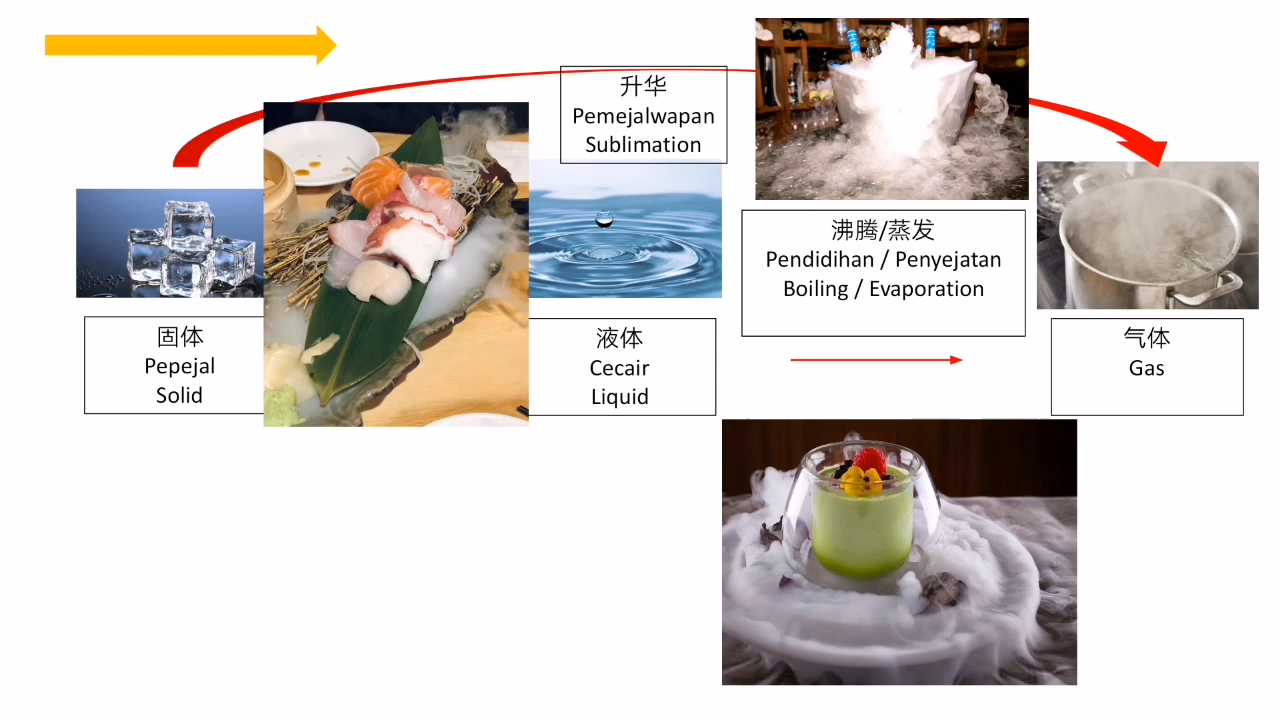 升华
Pemejalwapan
Sublimation
沸腾/蒸发
Pendidihan / Penyejatan
Boiling / Evaporation
固体
Pepejal
Solid
液体
Cecair
Liquid
气体
Gas